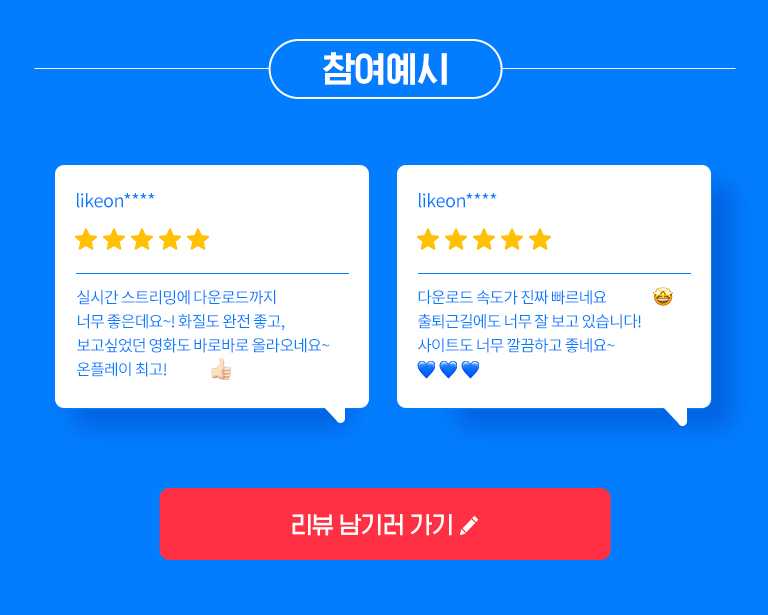 참여예시
likeon****
실시간 스트리밍에 다운로드까지
너무 좋은데요~! 화질도 완전 좋고,
보고싶었던 영화도 바로바로 올라오네요~
온플레이 최고! 👍🏻
likeon****
다운로드 속도가 진짜 빠르네요 🤩
출퇴근길에도 너무 잘 보고 있습니다!
사이트도 너무 깔끔하고 좋네요~
💙💙💙
리뷰 남기러 가기